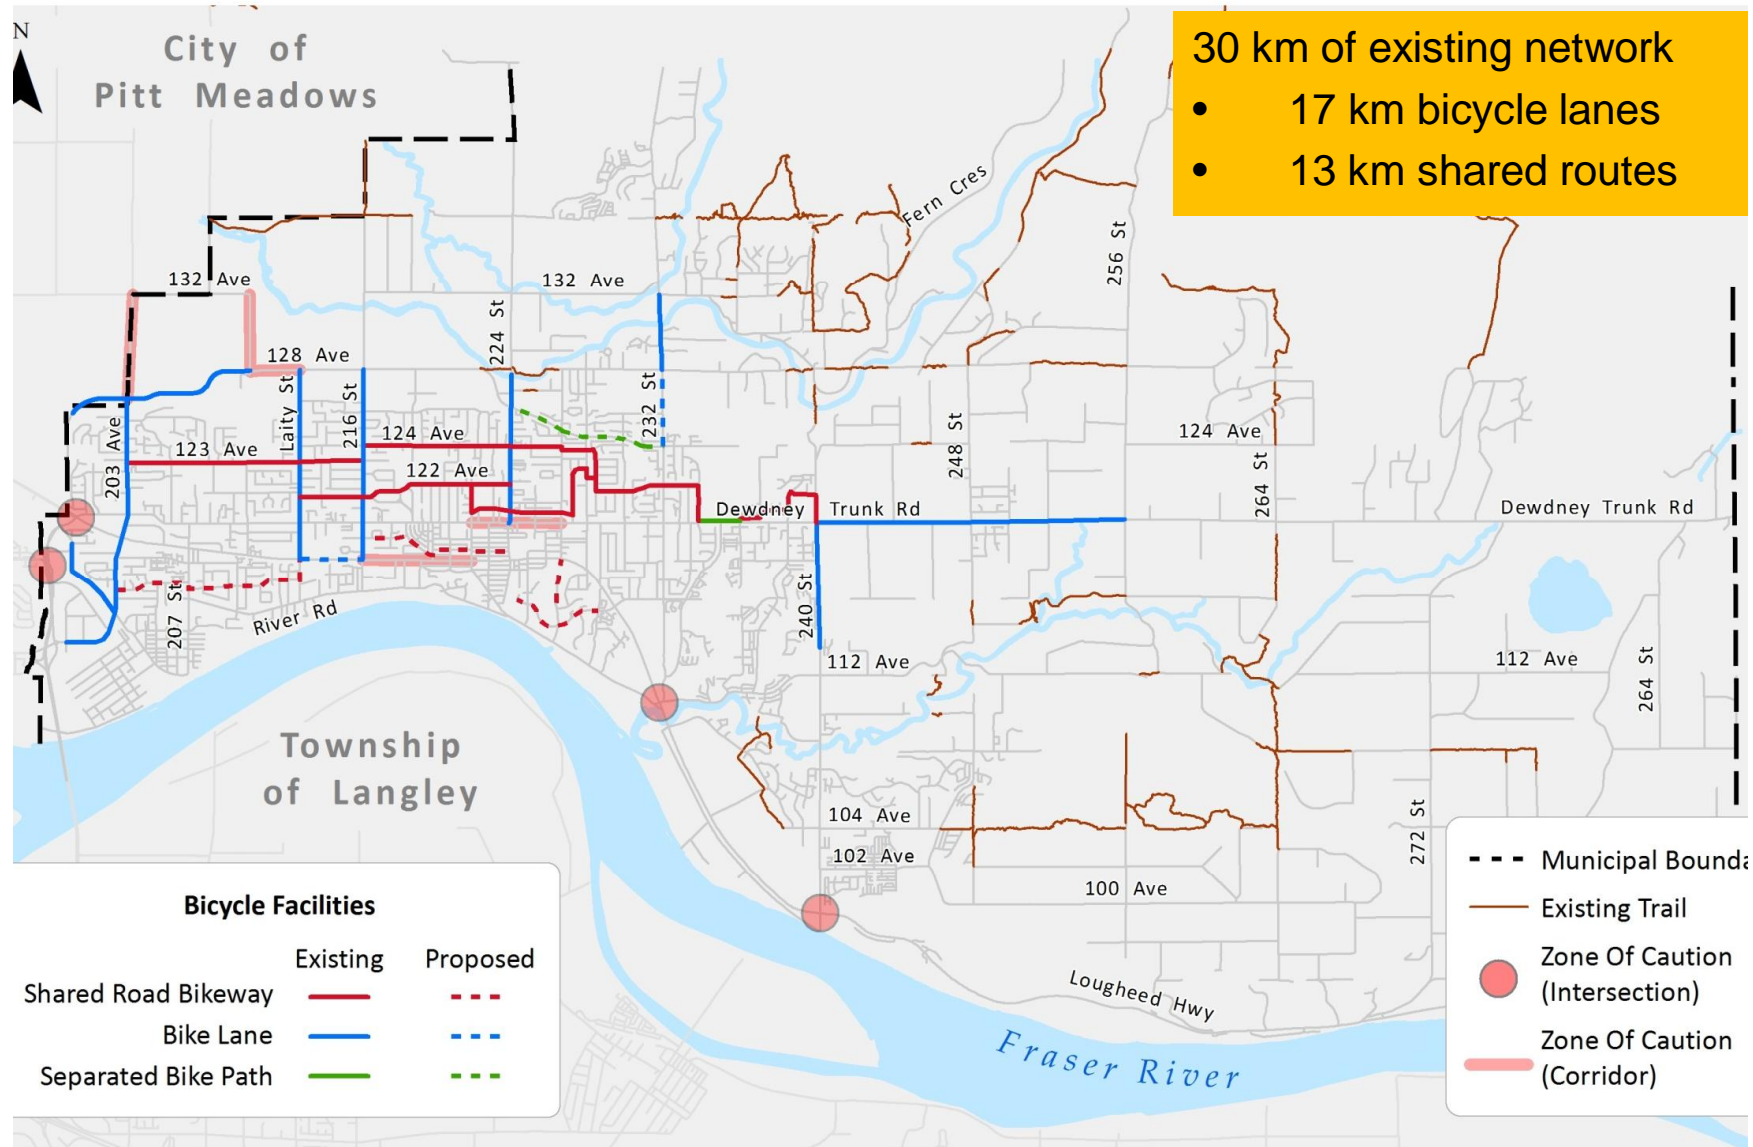 N
City of
Pitt Meadows
30 km of existing network
• 17 km bicycle lanes
• 13 km shared routes
Fern Cres
256 St
132 Ave
132 Ave
224 St
128 Ave
Laity St
216 St
232 St
203 Ave
123 Ave
124 Ave
122 Ave
248 St
124 Ave
264 St
Dewdney Trunk Rd
Dewdney Trunk Rd
207 St
River Rd
240 St
112 Ave
112 Ave
264 St
Township
of Langley
104 Ave
102 Ave
100 Ave
272 St
Lougheed Hwy
Fraser River
Bicycle Facilities
Existing Proposed
Shared Road Bikeway
Bike Lane
Separated Bike Path
Municipal Bounda
Existing Trail
Zone Of Caution
(Intersection)
Zone Of Caution
(Corridor)